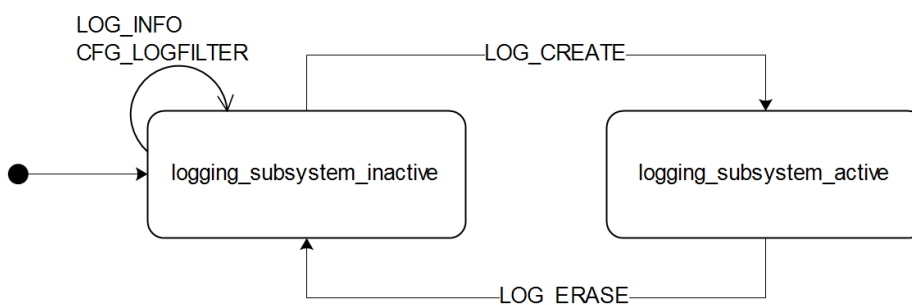 LOG_INFO
CFG_LOGFILTER
LOG_CREATE
logging_subsystem_inactive
logging_subsystem_active
LOG_ERASE